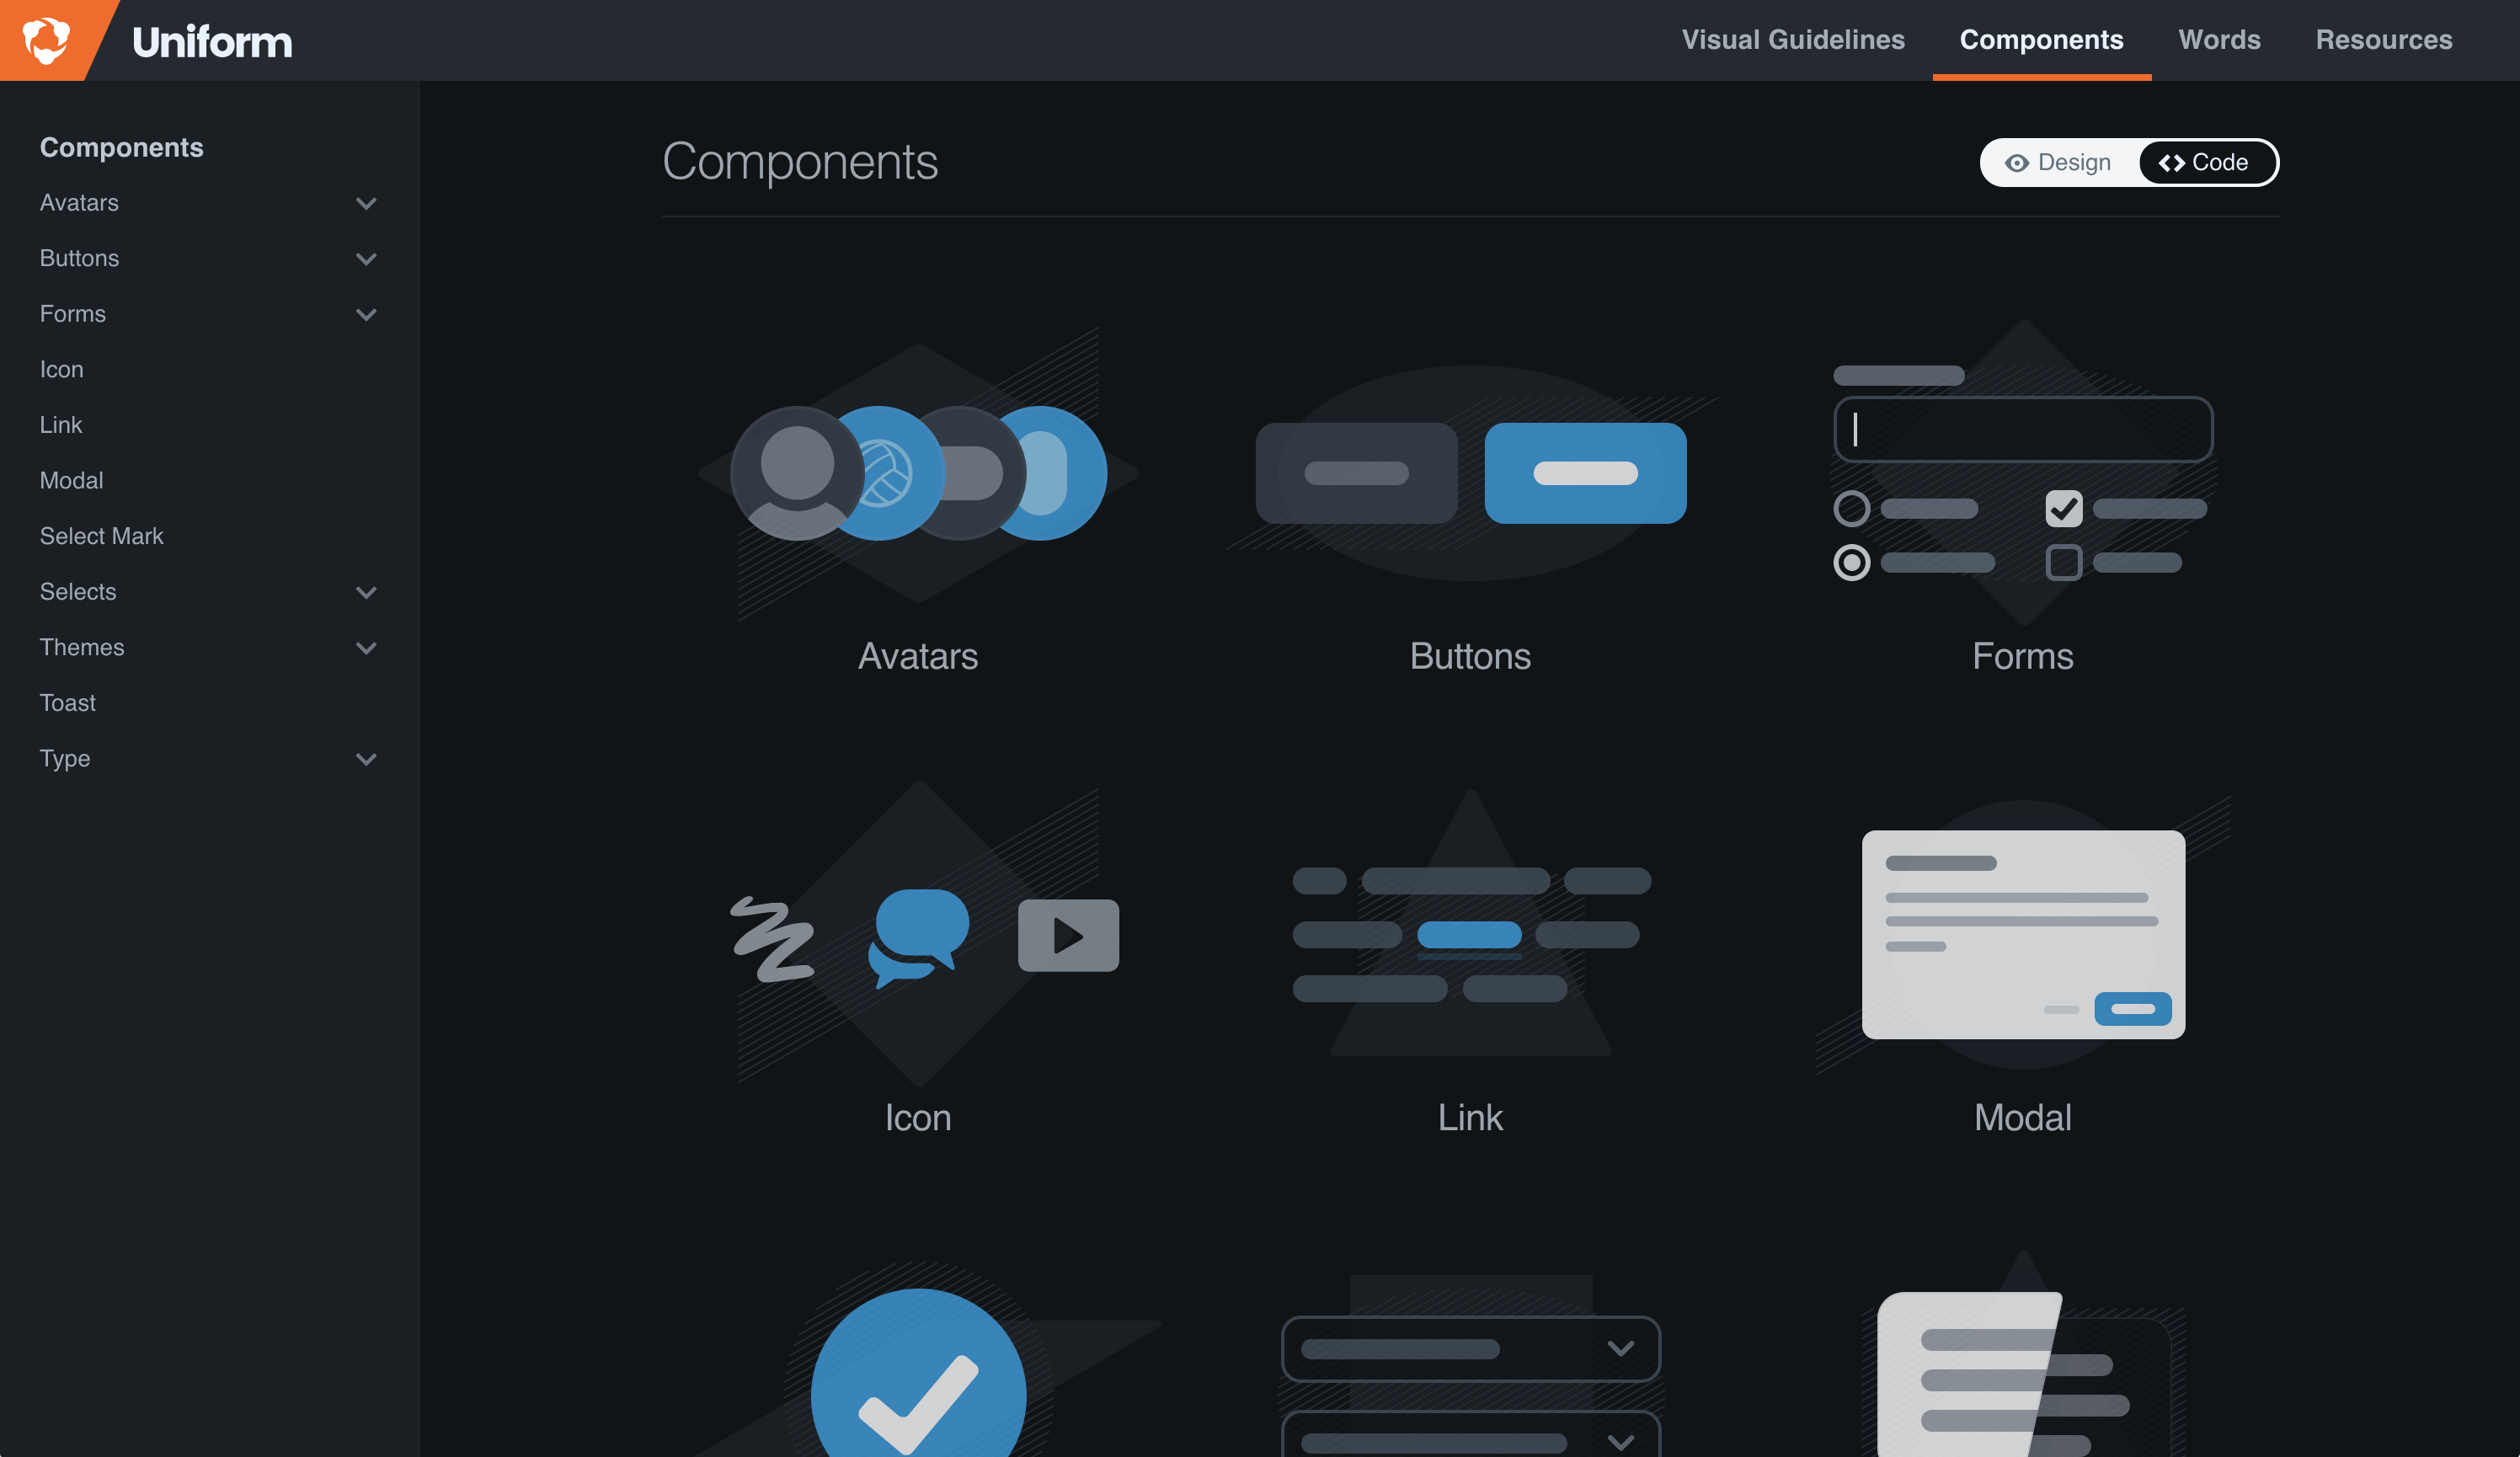 Uniform
Visual Guidelines
Components
Words
Resources
Components
Avatars
Buttons
Forms
Icon
Link
Modal
Select Mark
Selects
Themes
Toast
Type
Components
Design
Code
Avatars
Buttons
Forms
Icon
Link
Modal